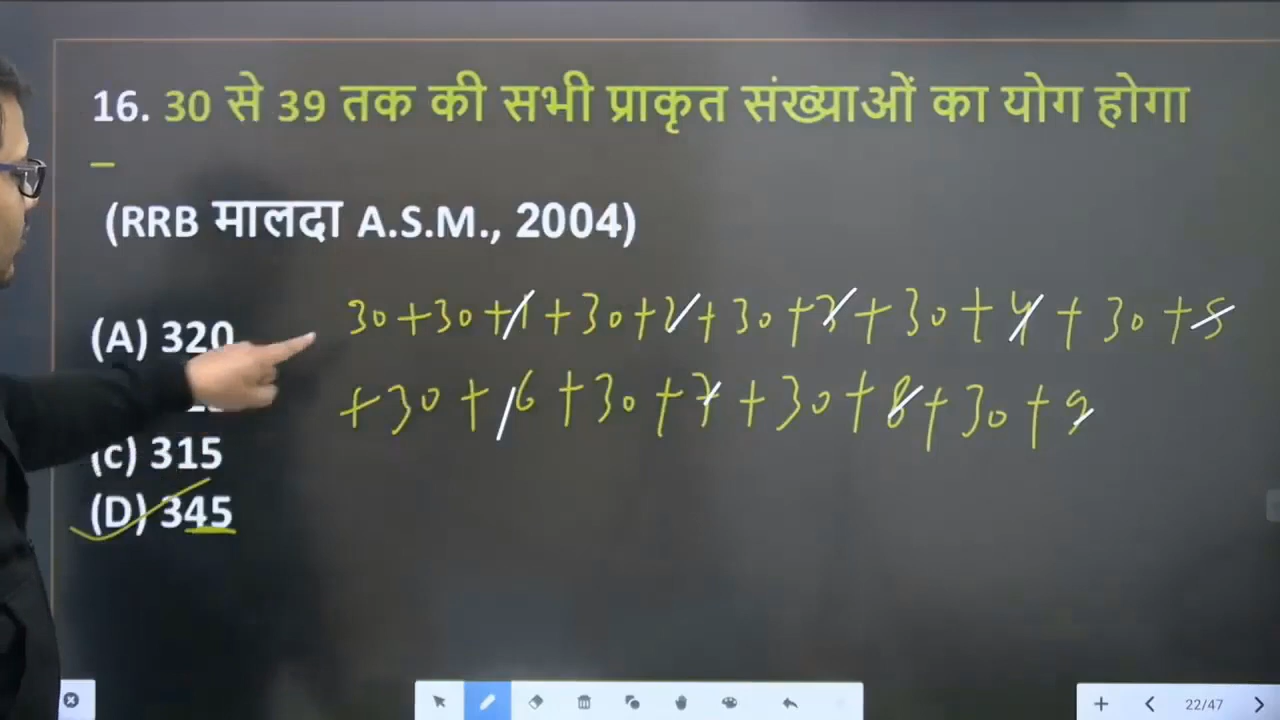 16. 30 से 39 तक की सभी प्राकृत संख्याओं का योग होगा
–
(RRB मालदा A.S.M., 2004)
(A) 320
30+30+1+30+2+30+3+30+4+30+5
+30+6+30+7+30+8+30+9
(c) 315
(D) 345
22/47